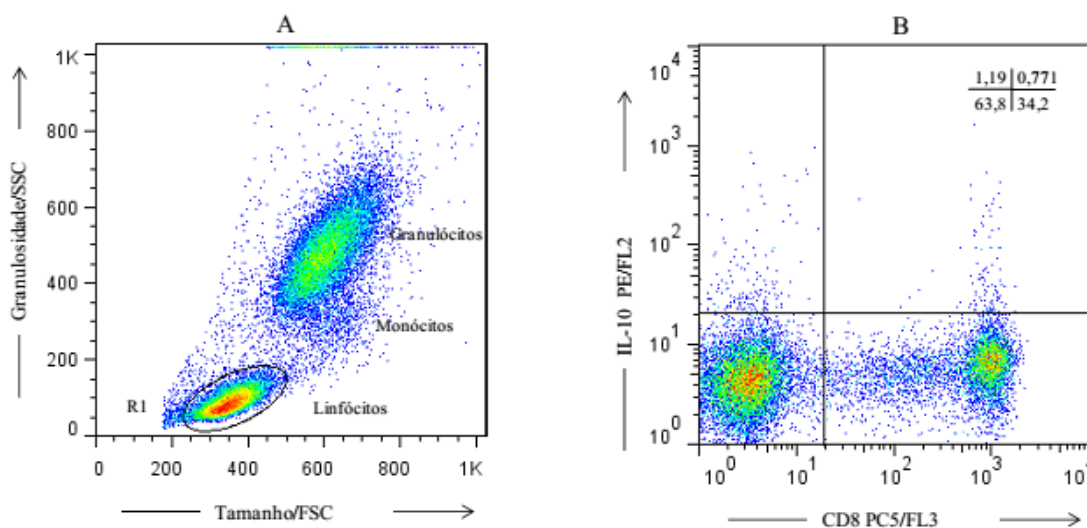 A
1K
800
600
400
200
0
Granulosidade/SSC
Granulócitos
Monócitos
R1
Linfócitos
0 200 400 600 800 1K
Tamanho/FSC
B
10^4
10^3
10^2
10^1
10^0
IL-10 PE/FL2
1,19 0,771
63,8 34,2
10^0 10^1 10^2 10^3
CD8 PC5/FL3